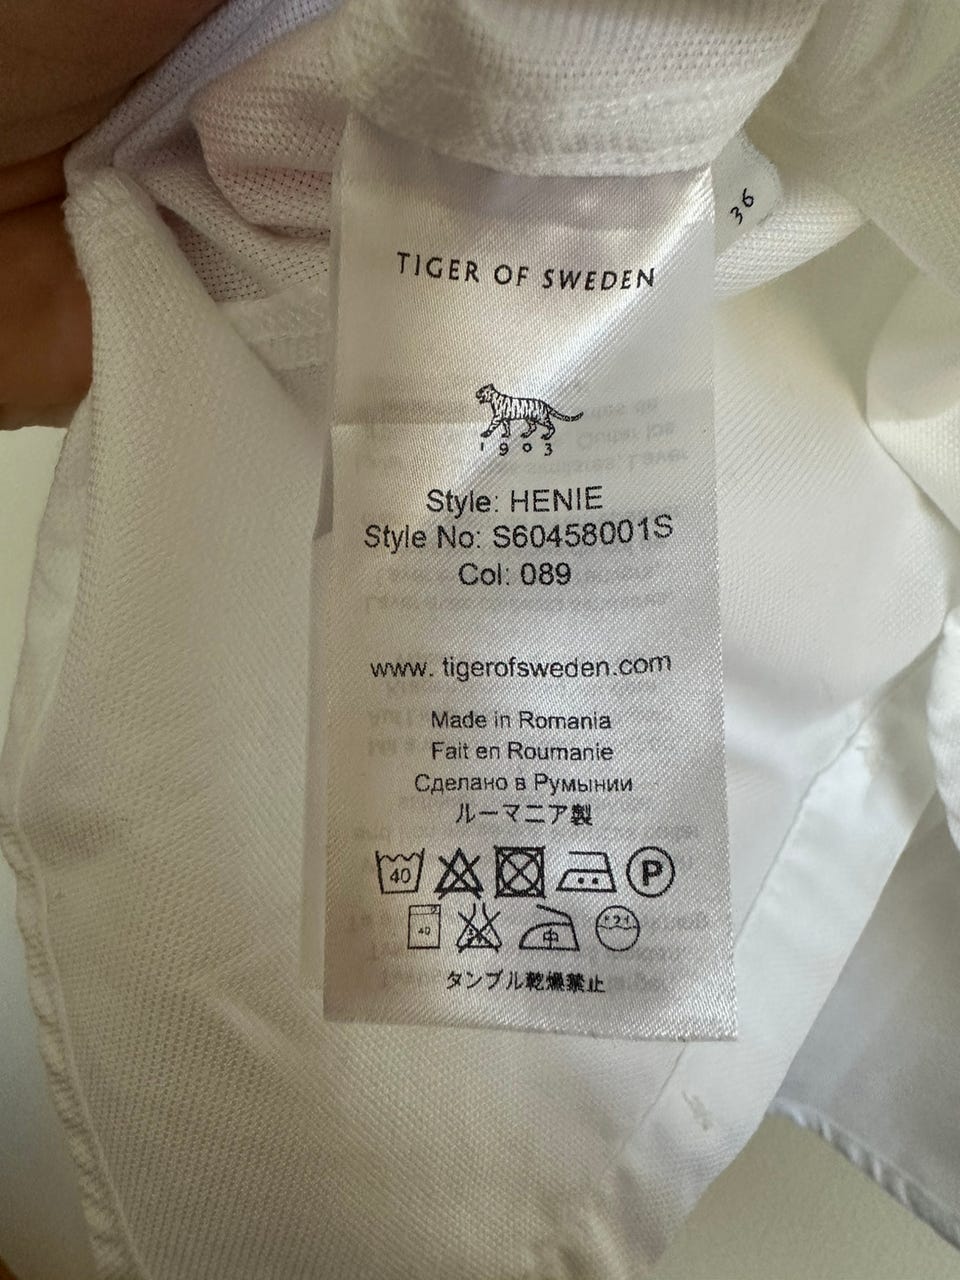 36
TIGER OF SWEDEN
1903
Style: HENIE
Style No: S60458001S
Col: 089
www. tigerofsweden.com
Made in Romania
Fait en Roumanie
Сделано в Румынии
ルーマニア製
40
P
40
中
タンブル乾燥禁止